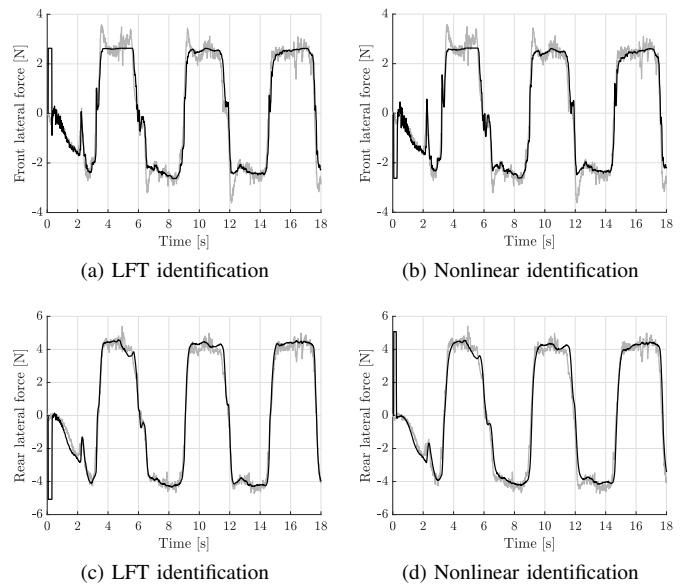 4
2
0
-2
-4
Front lateral force [N]
0 2 4 6 8 10 12 14 16 18
Time [s]
(a) LFT identification
4
2
0
-2
-4
Front lateral force [N]
0 2 4 6 8 10 12 14 16 18
Time [s]
(b) Nonlinear identification
6
4
2
0
-2
-4
-6
Rear lateral force [N]
0 2 4 6 8 10 12 14 16 18
Time [s]
(c) LFT identification
6
4
2
0
-2
-4
-6
Rear lateral force [N]
0 2 4 6 8 10 12 14 16 18
Time [s]
(d) Nonlinear identification